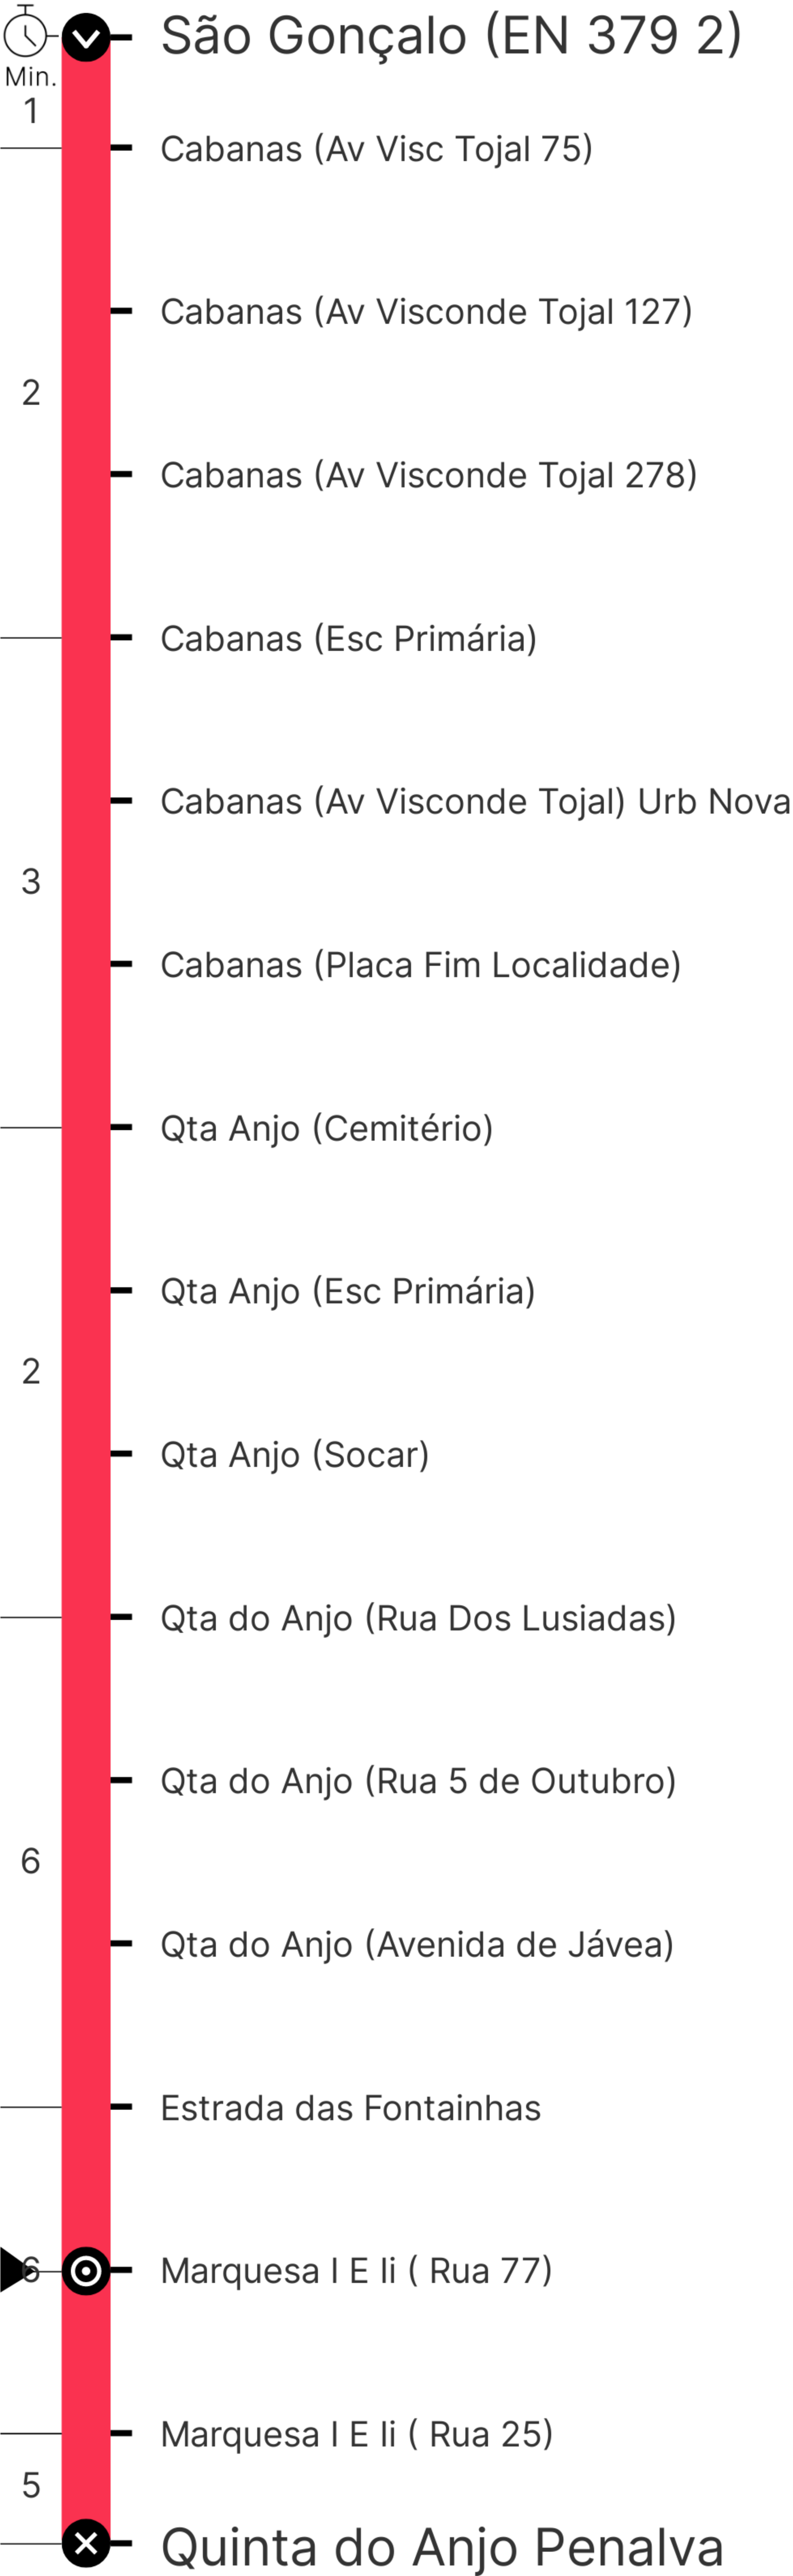 São Gonçalo (EN 379 2)
Min.
1
Cabanas (Av Visc Tojal 75)
Cabanas (Av Visconde Tojal 127)
2
Cabanas (Av Visconde Tojal 278)
Cabanas (Esc Primária)
Cabanas (Av Visconde Tojal) Urb Nova
3
Cabanas (Placa Fim Localidade)
Qta Anjo (Cemitério)
Qta Anjo (Esc Primária)
2
Qta Anjo (Socar)
Qta do Anjo (Rua Dos Lusiadas)
Qta do Anjo (Rua 5 de Outubro)
6
Qta do Anjo (Avenida de Jávea)
Estrada das Fontainhas
6 Marquesa I E Ii ( Rua 77)
Marquesa I E Ii ( Rua 25)
5
Quinta do Anjo Penalva